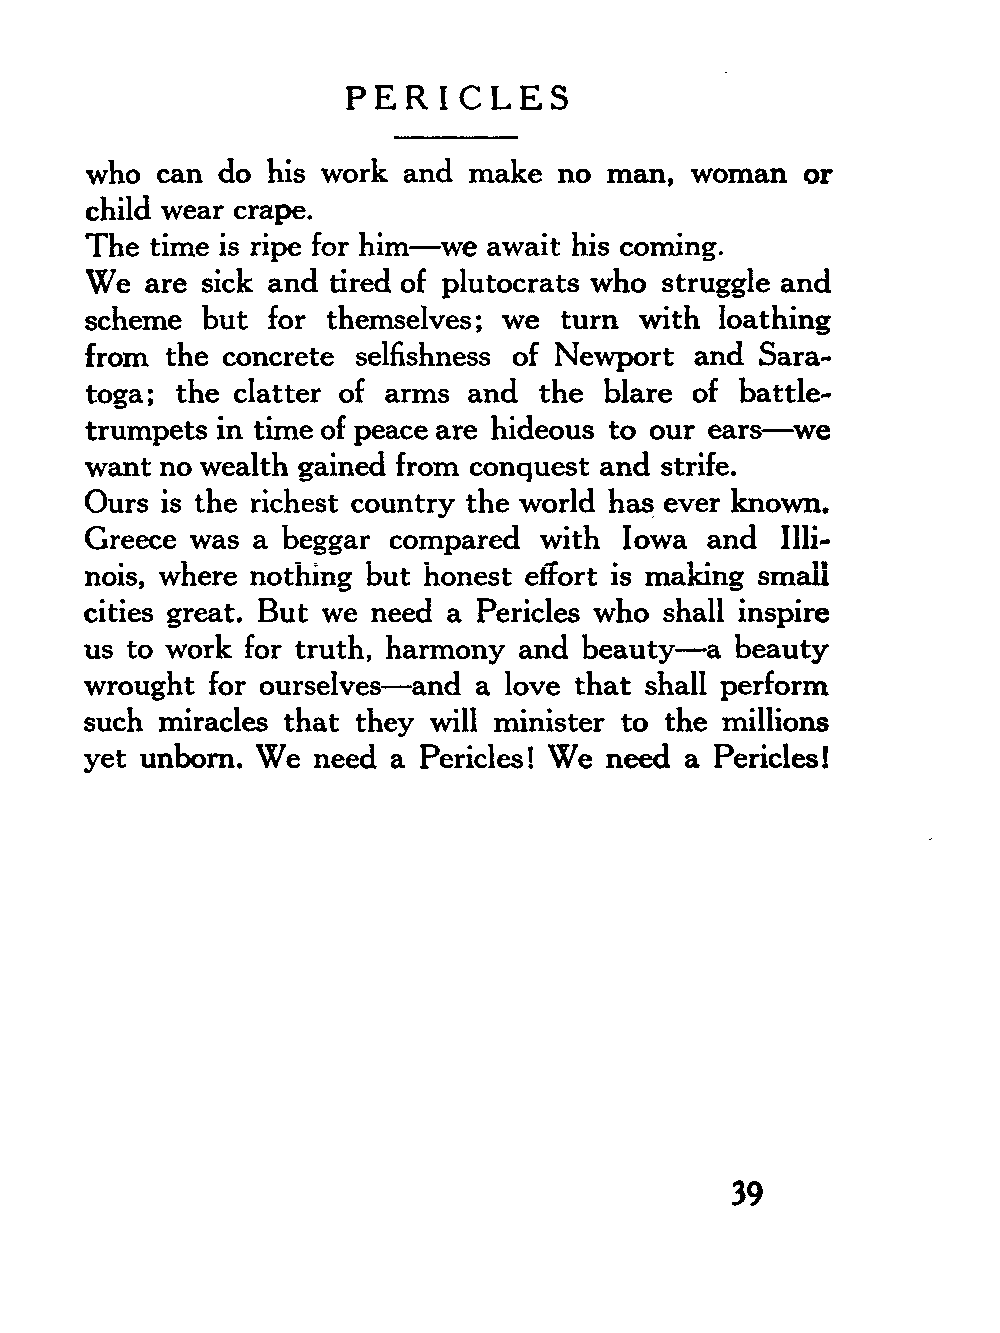 PERICLES
who can do his work and make no man, woman or
child wear crape.
The time is ripe for him—we await his coming.
We are sick and tired of plutocrats who struggle and
scheme but for themselves; we turn with loathing
from the concrete selfishness of Newport and Sara-
toga; the clatter of arms and the blare of battle-
trumpets in time of peace are hideous to our ears—we
want no wealth gained from conquest and strife.
Ours is the richest country the world has ever known.
Greece was a beggar compared with Iowa and Illi-
nois, where nothing but honest effort is making small
cities great. But we need a Pericles who shall inspire
us to work for truth, harmony and beauty—a beauty
wrought for ourselves—and a love that shall perform
such miracles that they will minister to the millions
yet unborn. We need a Pericles! We need a Pericles!
39